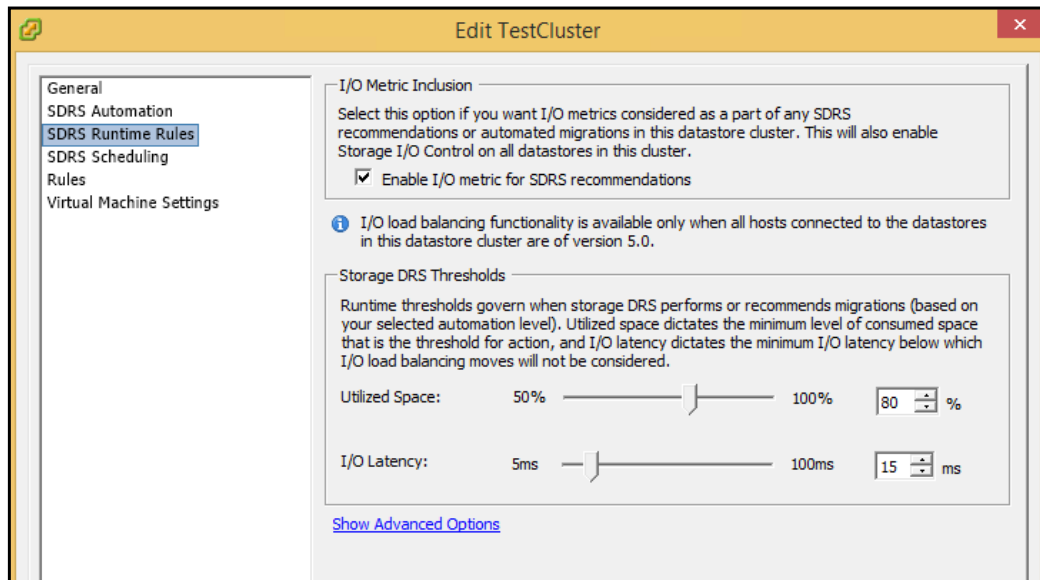 Edit TestCluster
General
SDRS Automation
SDRS Runtime Rules
SDRS Scheduling
Rules
Virtual Machine Settings
I/O Metric Inclusion
Select this option if you want I/O metrics considered as a part of any SDRS
recommendations or automated migrations in this datastore cluster. This will also enable
Storage I/O Control on all datastores in this cluster.
Enable I/O metric for SDRS recommendations
I/O load balancing functionality is available only when all hosts connected to the datastores
in this datastore cluster are of version 5.0.
Storage DRS Thresholds
Runtime thresholds govern when storage DRS performs or recommends migrations (based on
your selected automation level). Utilized space dictates the minimum level of consumed space
that is the threshold for action, and I/O latency dictates the minimum I/O latency below which
I/O load balancing moves will not be considered.
Utilized Space: 50% 100% 80 %
I/O Latency: 5ms 100ms 15 ms
Show Advanced Options